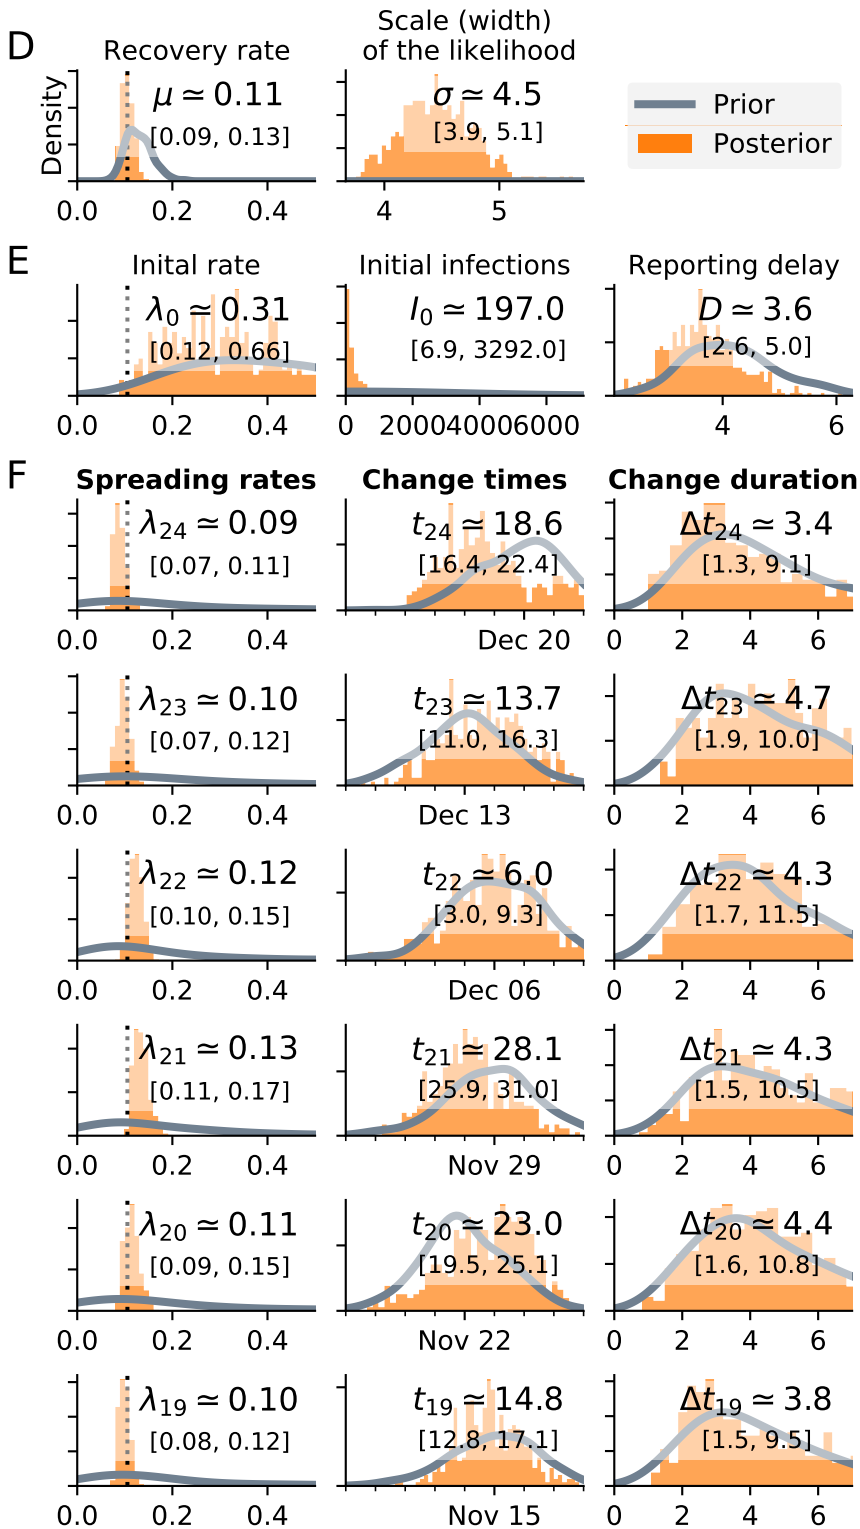 D
Recovery rate
Scale (width)
of the likelihood
Density
μ ≃ 0.11
[0.09, 0.13]
σ ≃ 4.5
[3.9, 5.1]
Prior
Posterior
0.0 0.2 0.4
4 5
E
Inital rate
Initial infections
Reporting delay
λ0 ≃ 0.31
[0.12, 0.66]
I0 ≃ 197.0
[6.9, 3292.0]
D ≃ 3.6
[2.6, 5.0]
0.0 0.2 0.4
0 2000 4000 6000
4 6
F
Spreading rates
Change times
Change duration
λ24 ≃ 0.09
[0.07, 0.11]
t24 ≃ 18.6
[16.4, 22.4]
Δt24 ≃ 3.4
[1.3, 9.1]
0.0 0.2 0.4
Dec 20
0 2 4 6
λ23 ≃ 0.10
[0.07, 0.12]
t23 ≃ 13.7
[11.0, 16.3]
Δt23 ≃ 4.7
[1.9, 10.0]
0.0 0.2 0.4
Dec 13
0 2 4 6
λ22 ≃ 0.12
[0.10, 0.15]
t22 ≃ 6.0
[3.0, 9.3]
Δt22 ≃ 4.3
[1.7, 11.5]
0.0 0.2 0.4
Dec 06
0 2 4 6
λ21 ≃ 0.13
[0.11, 0.17]
t21 ≃ 28.1
[25.9, 31.0]
Δt21 ≃ 4.3
[1.5, 10.5]
0.0 0.2 0.4
Nov 29
0 2 4 6
λ20 ≃ 0.11
[0.09, 0.15]
t20 ≃ 23.0
[19.5, 25.1]
Δt20 ≃ 4.4
[1.6, 10.8]
0.0 0.2 0.4
Nov 22
0 2 4 6
λ19 ≃ 0.10
[0.08, 0.12]
t19 ≃ 14.8
[12.8, 17.1]
Δt19 ≃ 3.8
[1.5, 9.5]
0.0 0.2 0.4
Nov 15
0 2 4 6